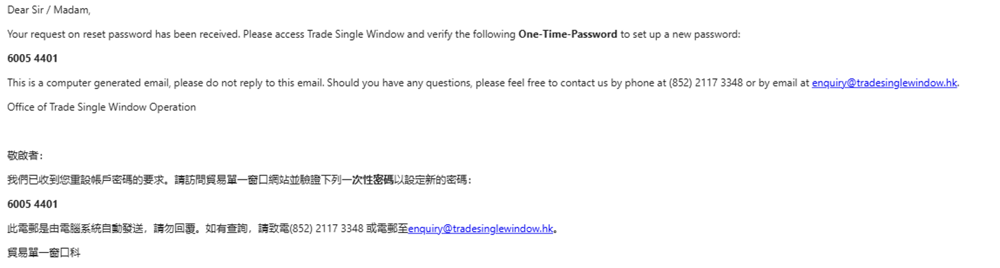 Dear Sir / Madam,
Your request on reset password has been received. Please access Trade Single Window and verify the following One-Time-Password to set up a new password:
6005 4401
This is a computer generated email, please do not reply to this email. Should you have any questions, please feel free to contact us by phone at (852) 2117 3348 or by email at enquiry@tradesinglewindow.hk.
Office of Trade Single Window Operation
敬啟者：
我們已收到您重設帳戶密碼的要求。請訪問貿易單一窗口網站並驗證下列一次性密碼以設定新的密碼：
6005 4401
此電郵是由電腦系統自動發送，請勿回覆。如有查詢，請致電(852) 2117 3348 或電郵至enquiry@tradesinglewindow.hk。
貿易單一窗口科